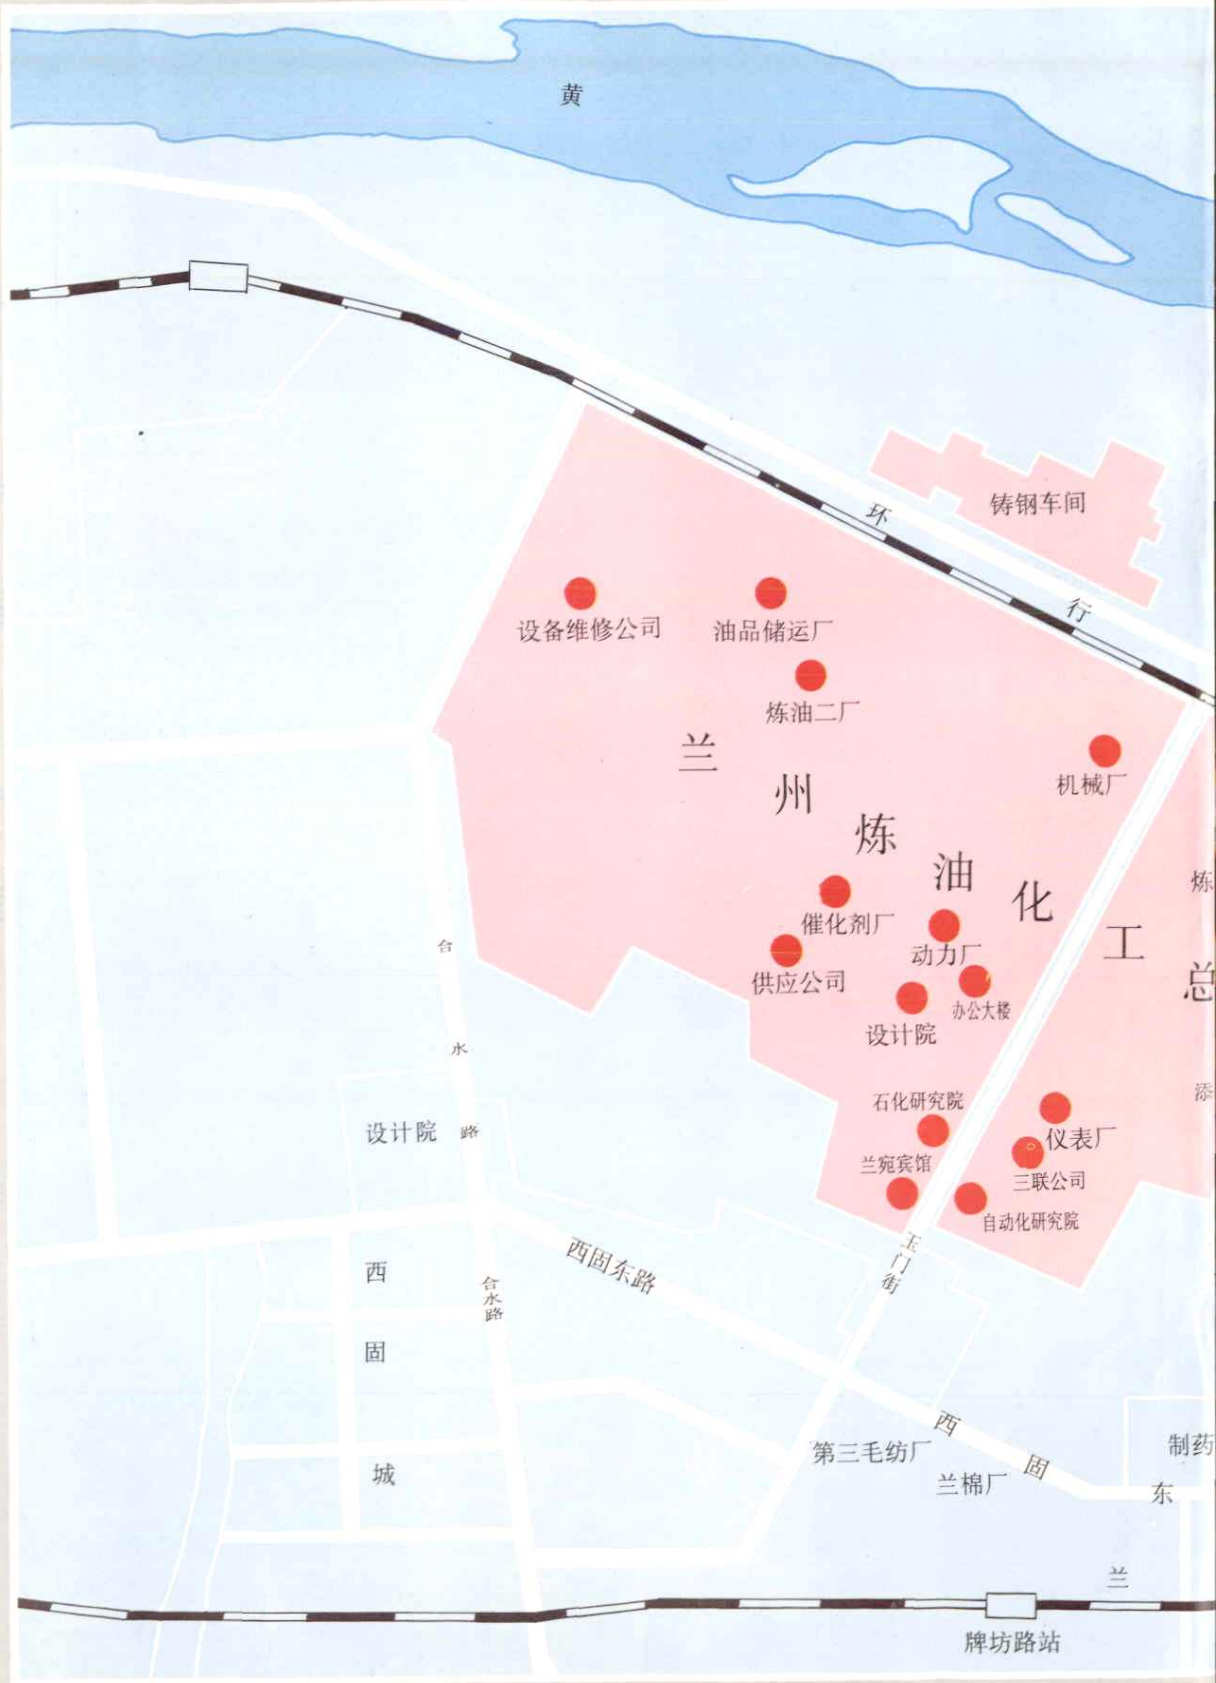 黄
铸钢车间
环
行
设备维修公司
油品储运厂
炼油二厂
兰州炼油化工总
机械厂
炼
催化剂厂
动力厂
供应公司
办公大楼
设计院
添
石化研究院
仪表厂
兰宛宾馆
三联公司
自动化研究院
合水路
设计院
玉门街
西固东路
西固城
合水路
西固东
第三毛纺厂
兰棉厂
制药
兰
牌坊路站